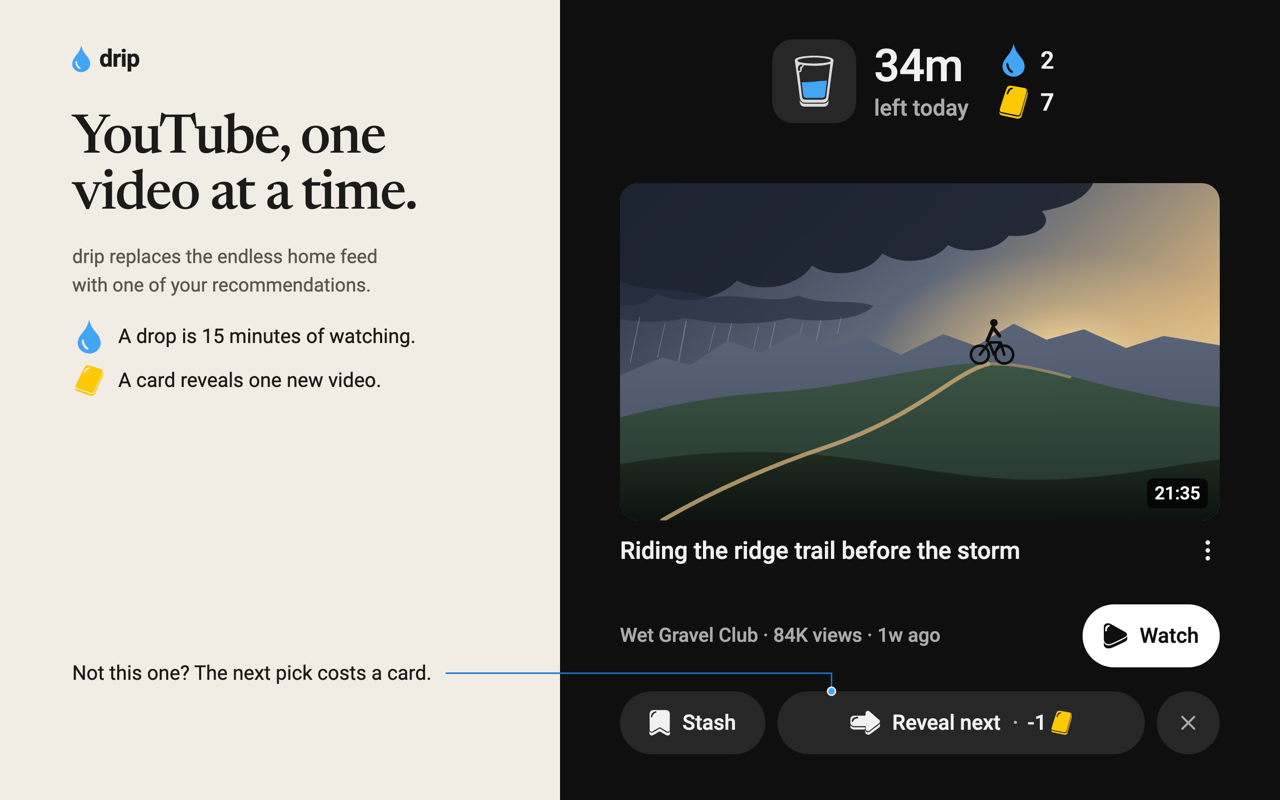 drip
YouTube, one
video at a time.
drip replaces the endless home feed
with one of your recommendations.
A drop is 15 minutes of watching.
A card reveals one new video.
Not this one? The next pick costs a card.
34m
left today
2
7
21:35
Riding the ridge trail before the storm
Wet Gravel Club · 84K views · 1w ago
Watch
Stash
Reveal next · -1